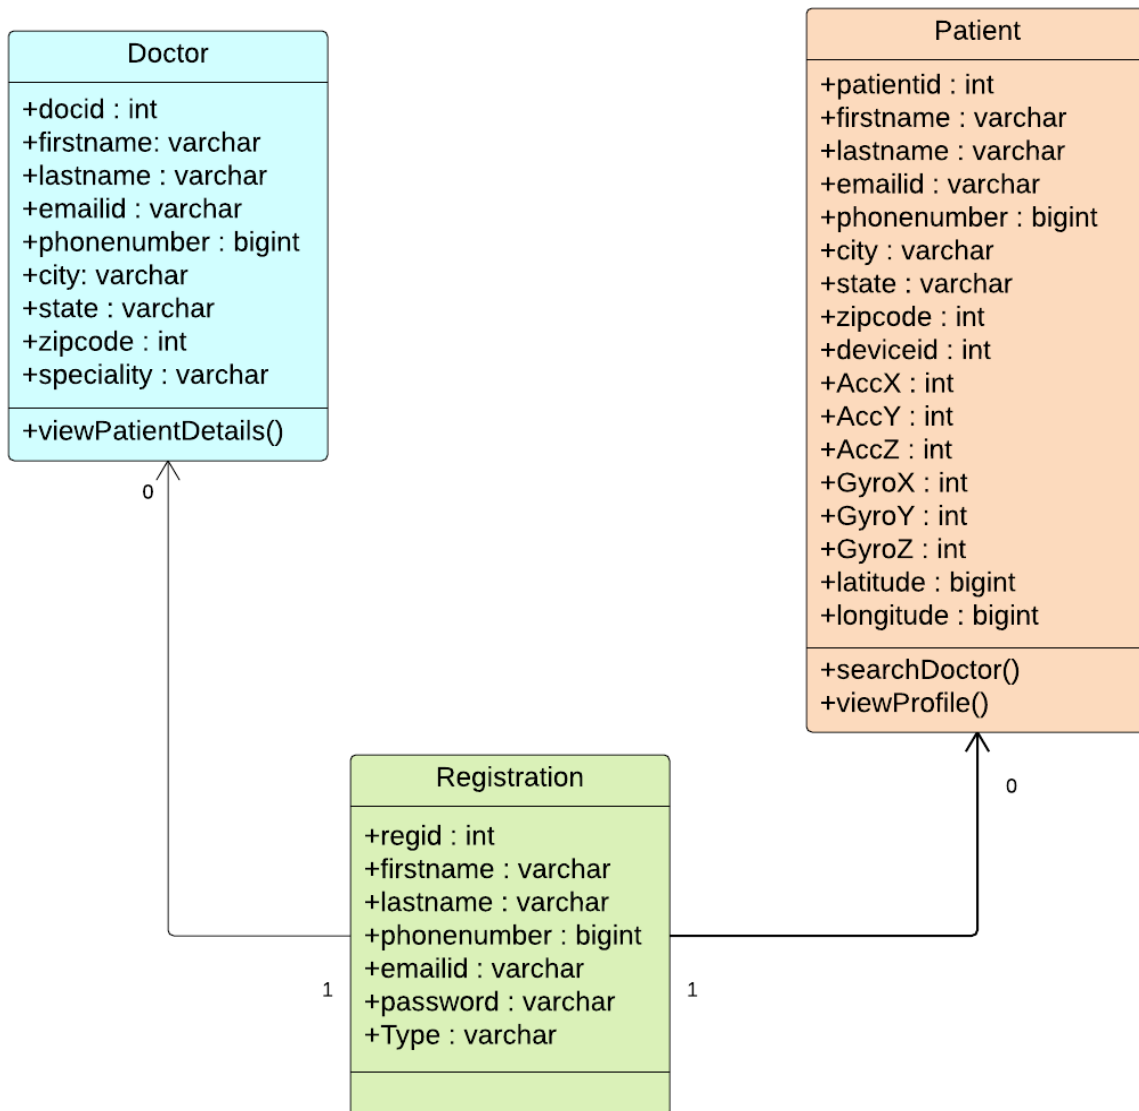 Doctor
+docid : int
+firstname: varchar
+lastname : varchar
+emailid : varchar
+phonenumber : bigint
+city: varchar
+state : varchar
+zipcode : int
+speciality : varchar
+viewPatientDetails()
0
Patient
+patientid : int
+firstname : varchar
+lastname : varchar
+emailid : varchar
+phonenumber : bigint
+city : varchar
+state : varchar
+zipcode : int
+deviceid : int
+AccX : int
+AccY : int
+AccZ : int
+GyroX : int
+GyroY : int
+GyroZ : int
+latitude : bigint
+longitude : bigint
+searchDoctor()
+viewProfile()
0
Registration
+regid : int
+firstname : varchar
+lastname : varchar
+phonenumber : bigint
+emailid : varchar
+password : varchar
+Type : varchar
1
1